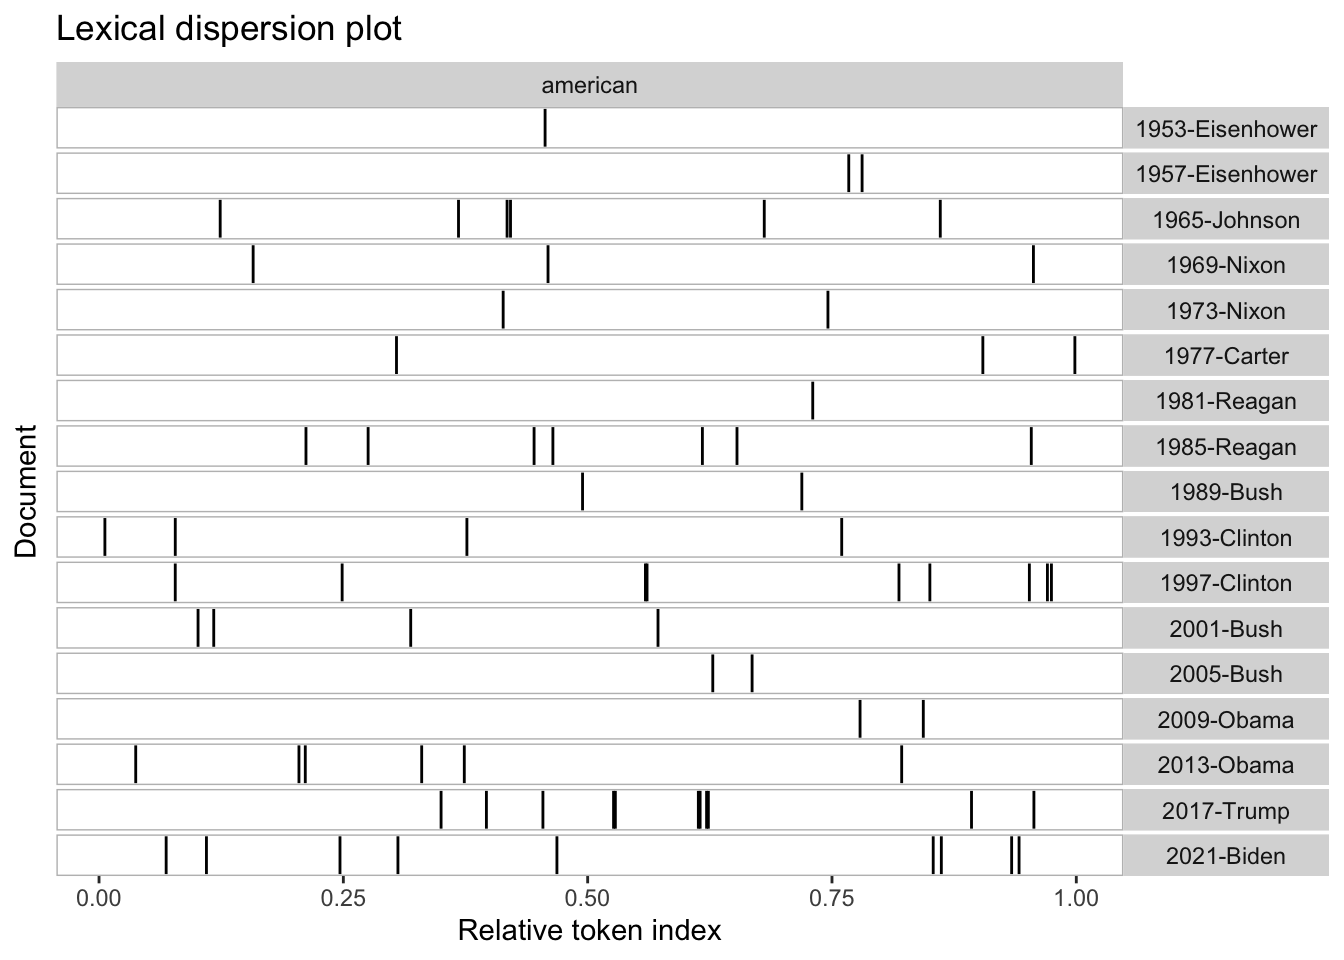 Lexical dispersion plot
american
1953-Eisenhower
1957-Eisenhower
1965-Johnson
1969-Nixon
1973-Nixon
1977-Carter
1981-Reagan
1985-Reagan
1989-Bush
1993-Clinton
1997-Clinton
2001-Bush
2005-Bush
2009-Obama
2013-Obama
2017-Trump
2021-Biden
Document
0.00 0.25 0.50 0.75 1.00
Relative token index